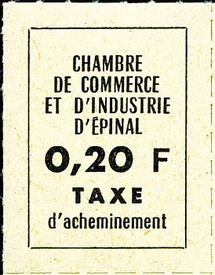 CHAMBRE
DE COMMERCE
ET D'INDUSTRIE
D'ÉPINAL
0,20 F
TAXE
d'acheminement